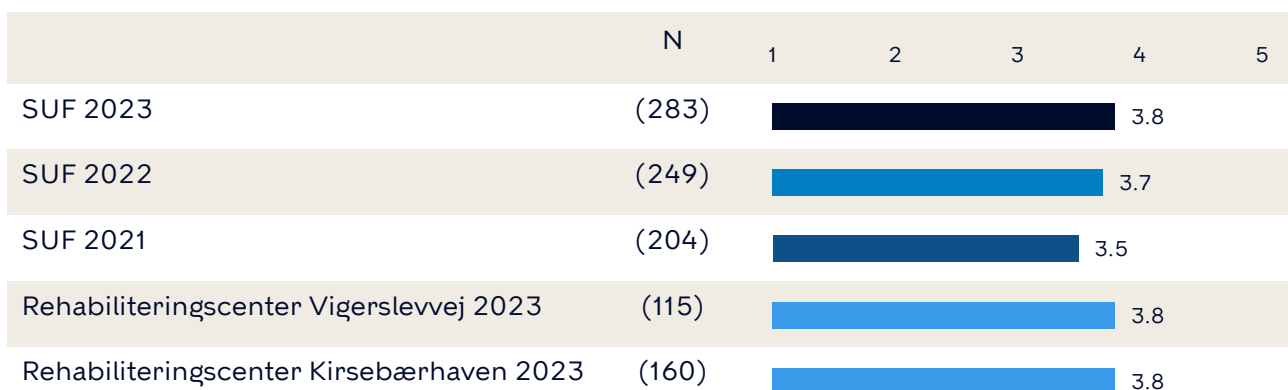 N 1 2 3 4 5
SUF 2023 (283) 3.8
SUF 2022 (249) 3.7
SUF 2021 (204) 3.5
Rehabiliteringscenter Vigerslevvej 2023 (115) 3.8
Rehabiliteringscenter Kirsebærhaven 2023 (160) 3.8